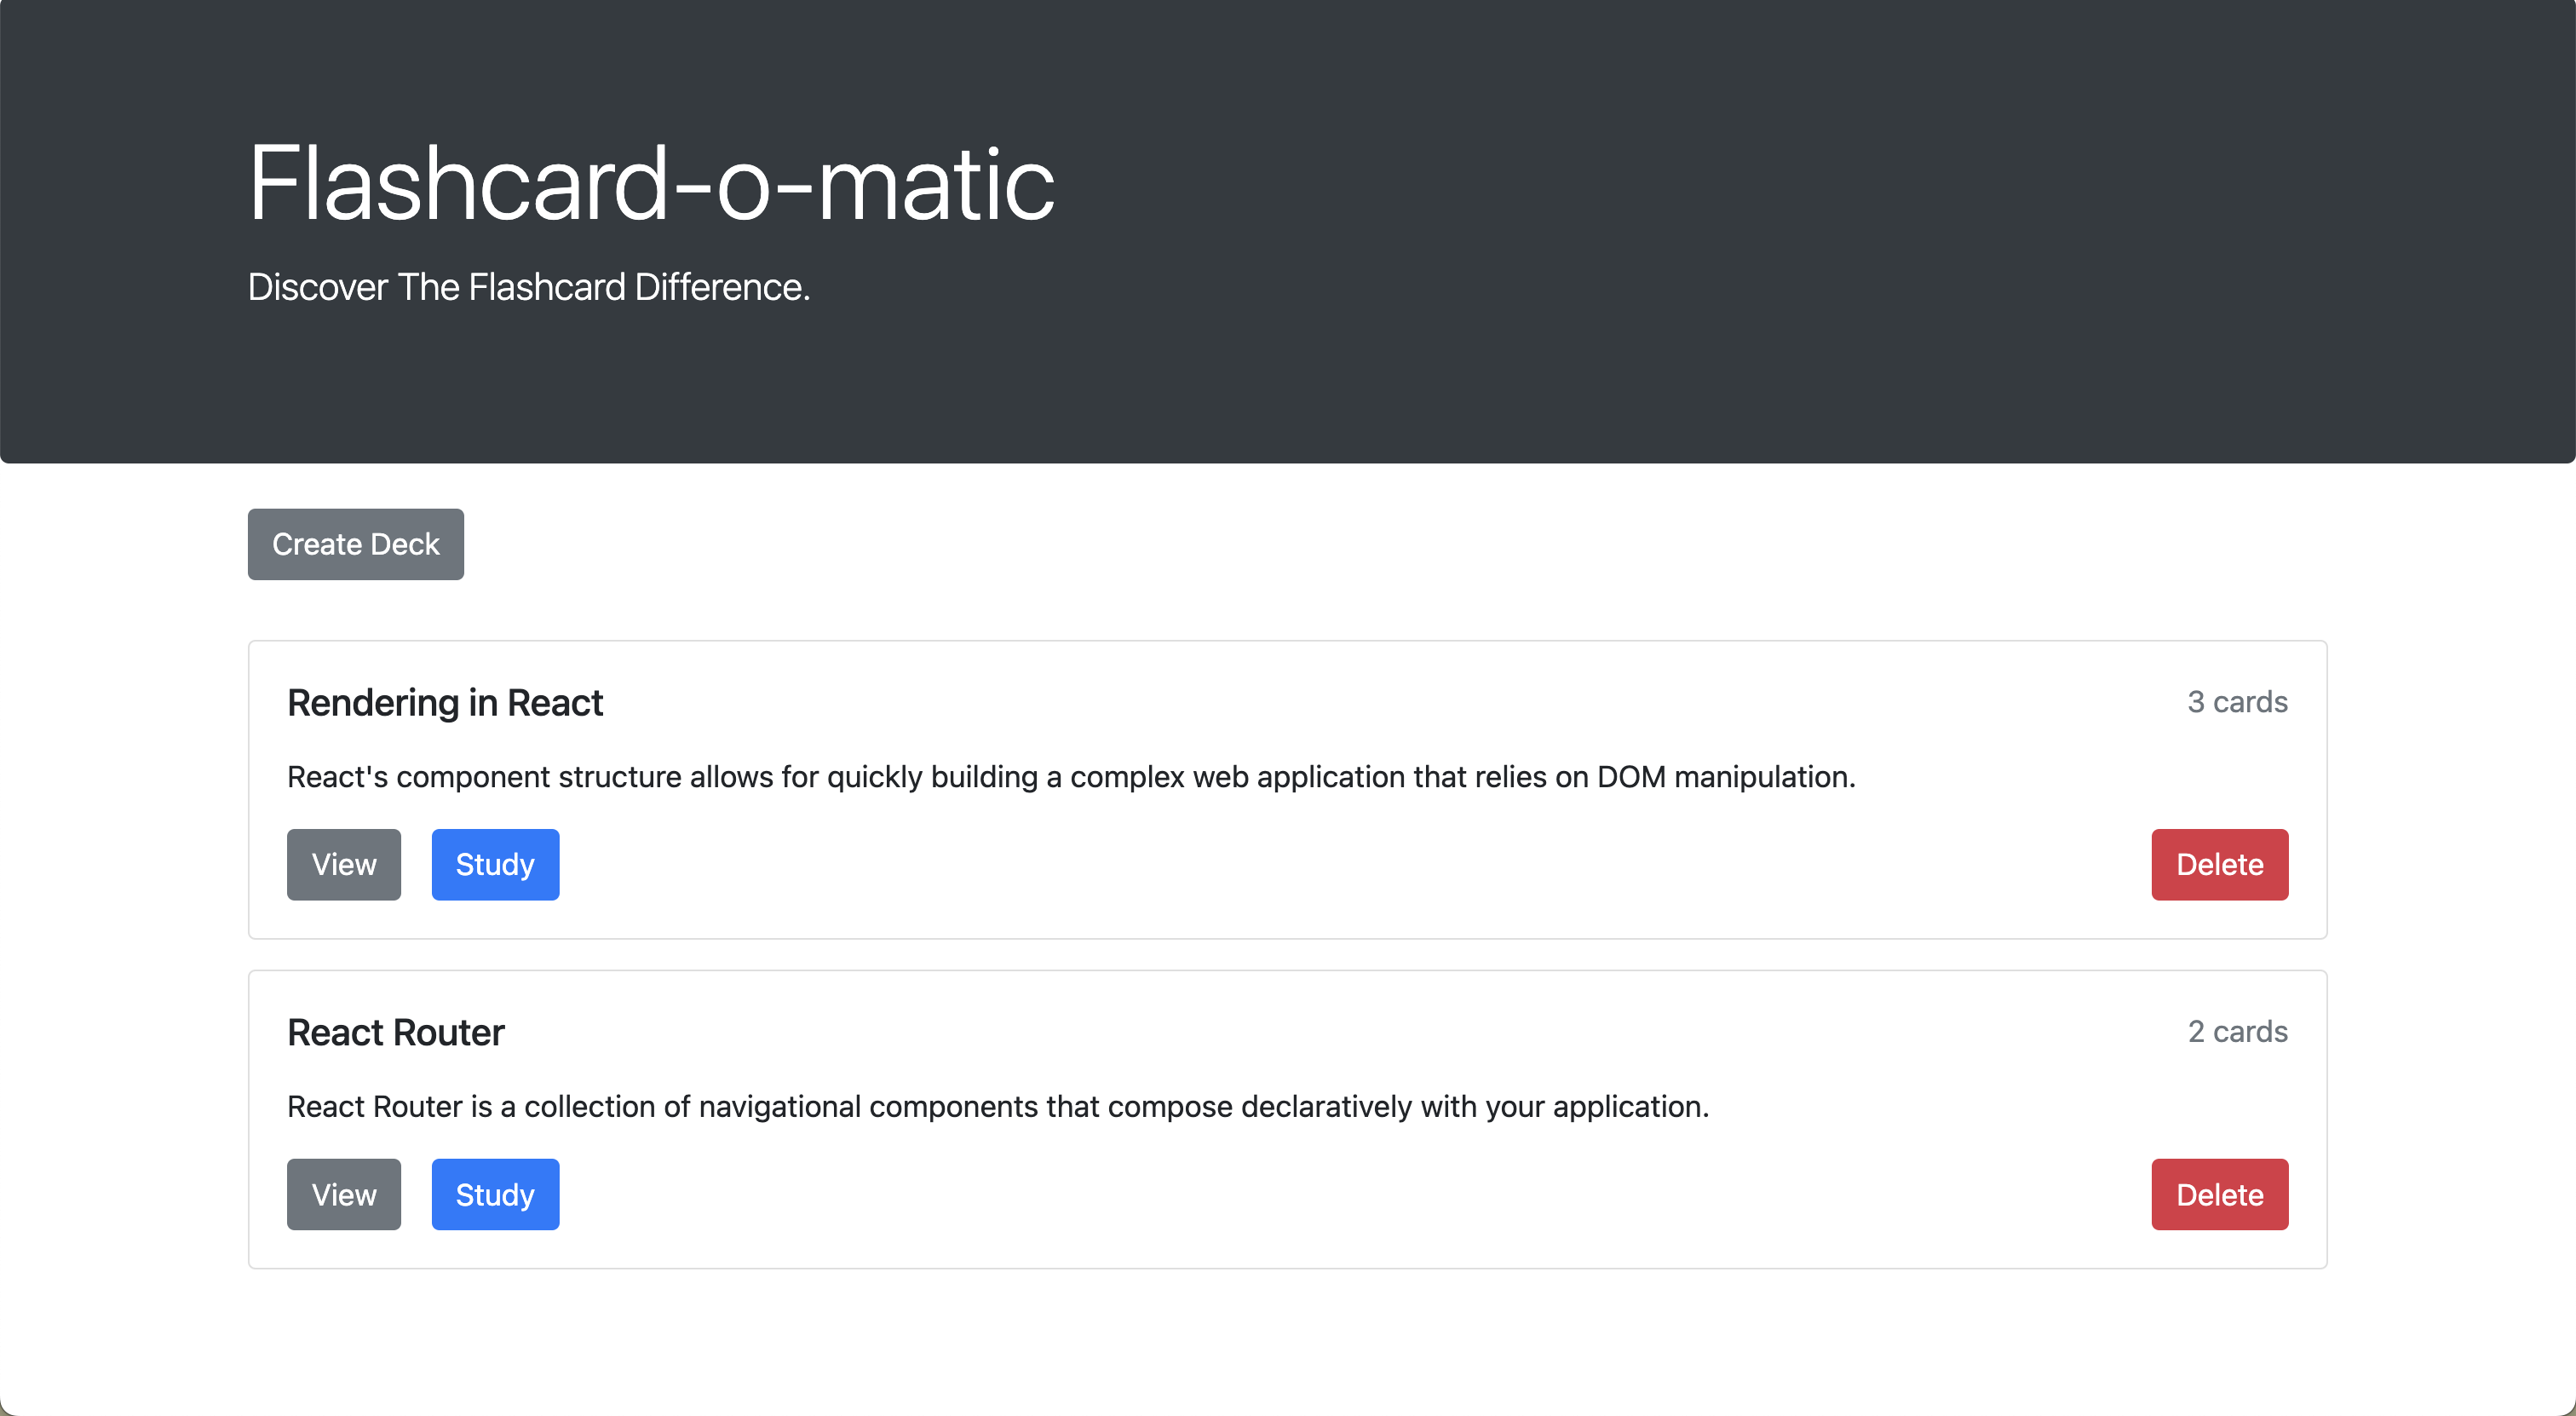 Flashcard-o-matic
Discover The Flashcard Difference.
Create Deck
Rendering in React
3 cards
React's component structure allows for quickly building a complex web application that relies on DOM manipulation.
View
Study
Delete
React Router
2 cards
React Router is a collection of navigational components that compose declaratively with your application.
View
Study
Delete